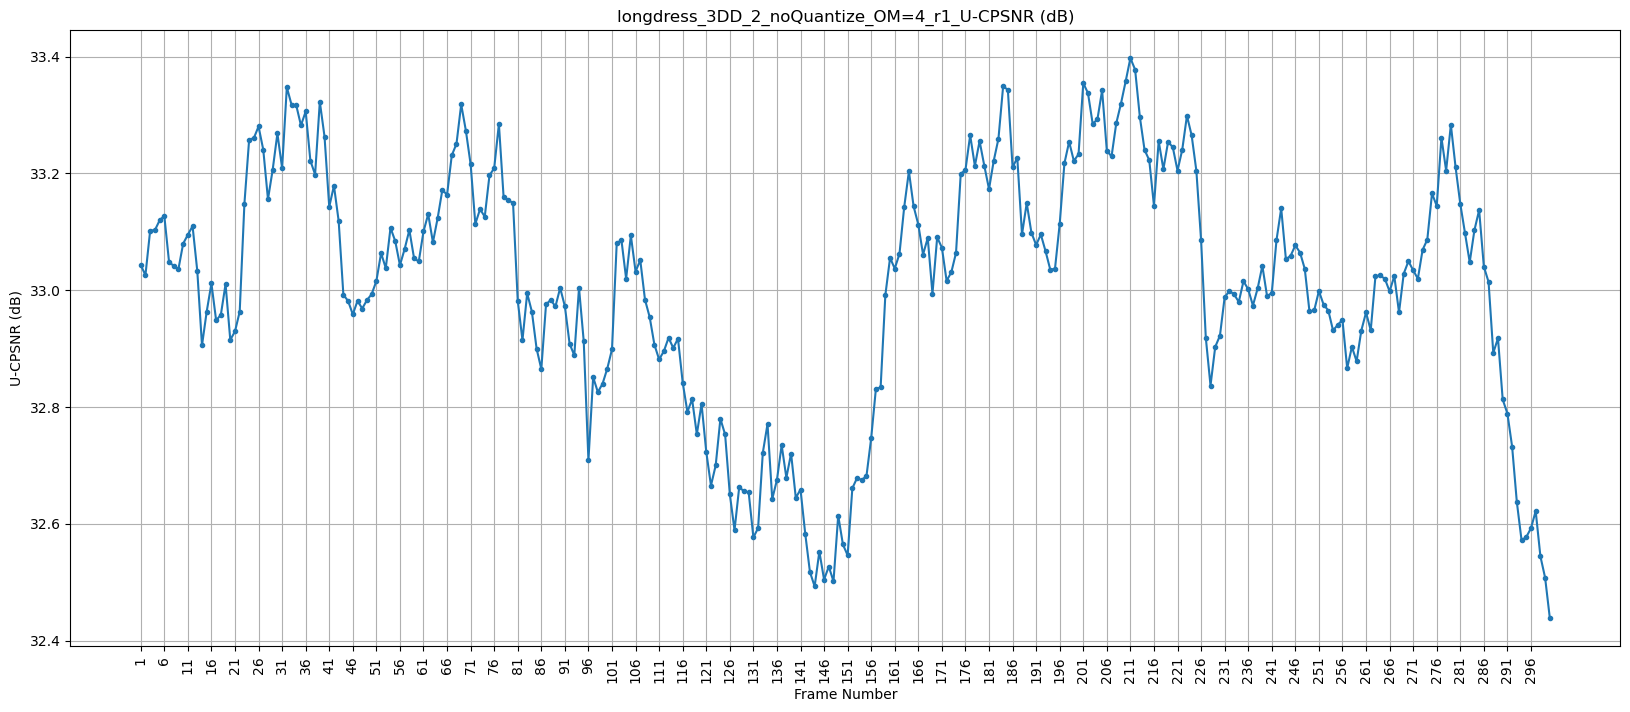 longdress_3DD_2_noQuantize_OM=4_r1_U-CPSNR (dB)
33.4
33.2
33.0
32.8
32.6
32.4
U-CPSNR (dB)
1 6 11 16 21 26 31 36 41 46 51 56 61 66 71 76 81 86 91 96 101 106 111 116 121 126 131 136 141 146 151 156 161 166 171 176 181 186 191 196 201 206 211 216 221 226 231 236 241 246 251 256 261 266 271 276 281 286 291 296
Frame Number